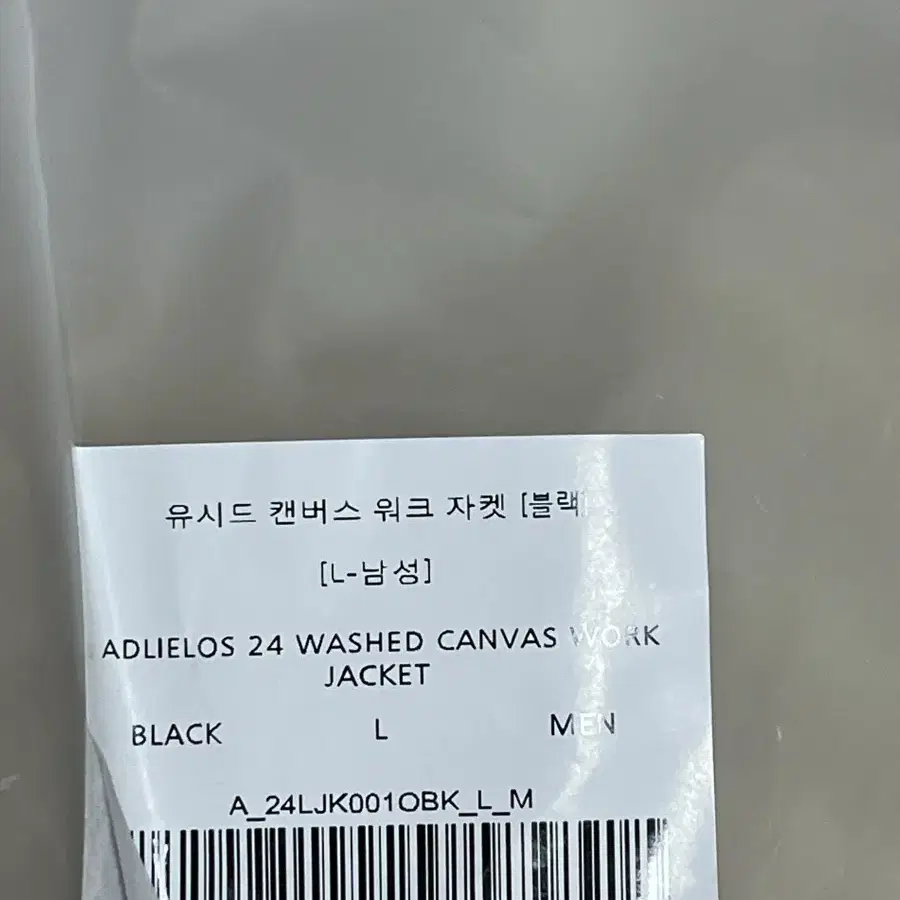 유시드 캔버스 워크 자켓 [블랙]
[L-남성]
ADLIELOS 24 WASHED CANVAS WORK
JACKET
BLACK L MEN
A_24LJK001OBK_L_M